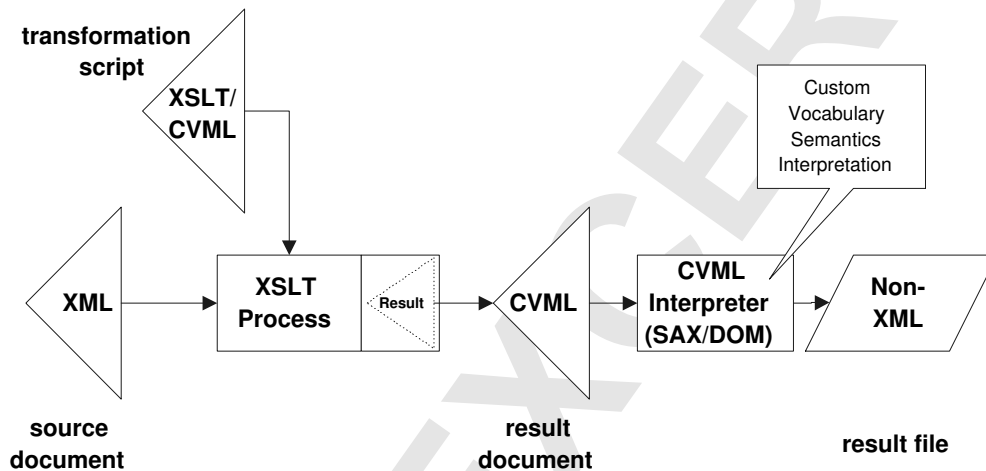 transformation
script
XSLT/
CVML
Custom
Vocabulary
Semantics
Interpretation
XML
XSLT
Process
Result
CVML
CVML
Interpreter
(SAX/DOM)
Non-
XML
source
document
result
document
result file
EXCER